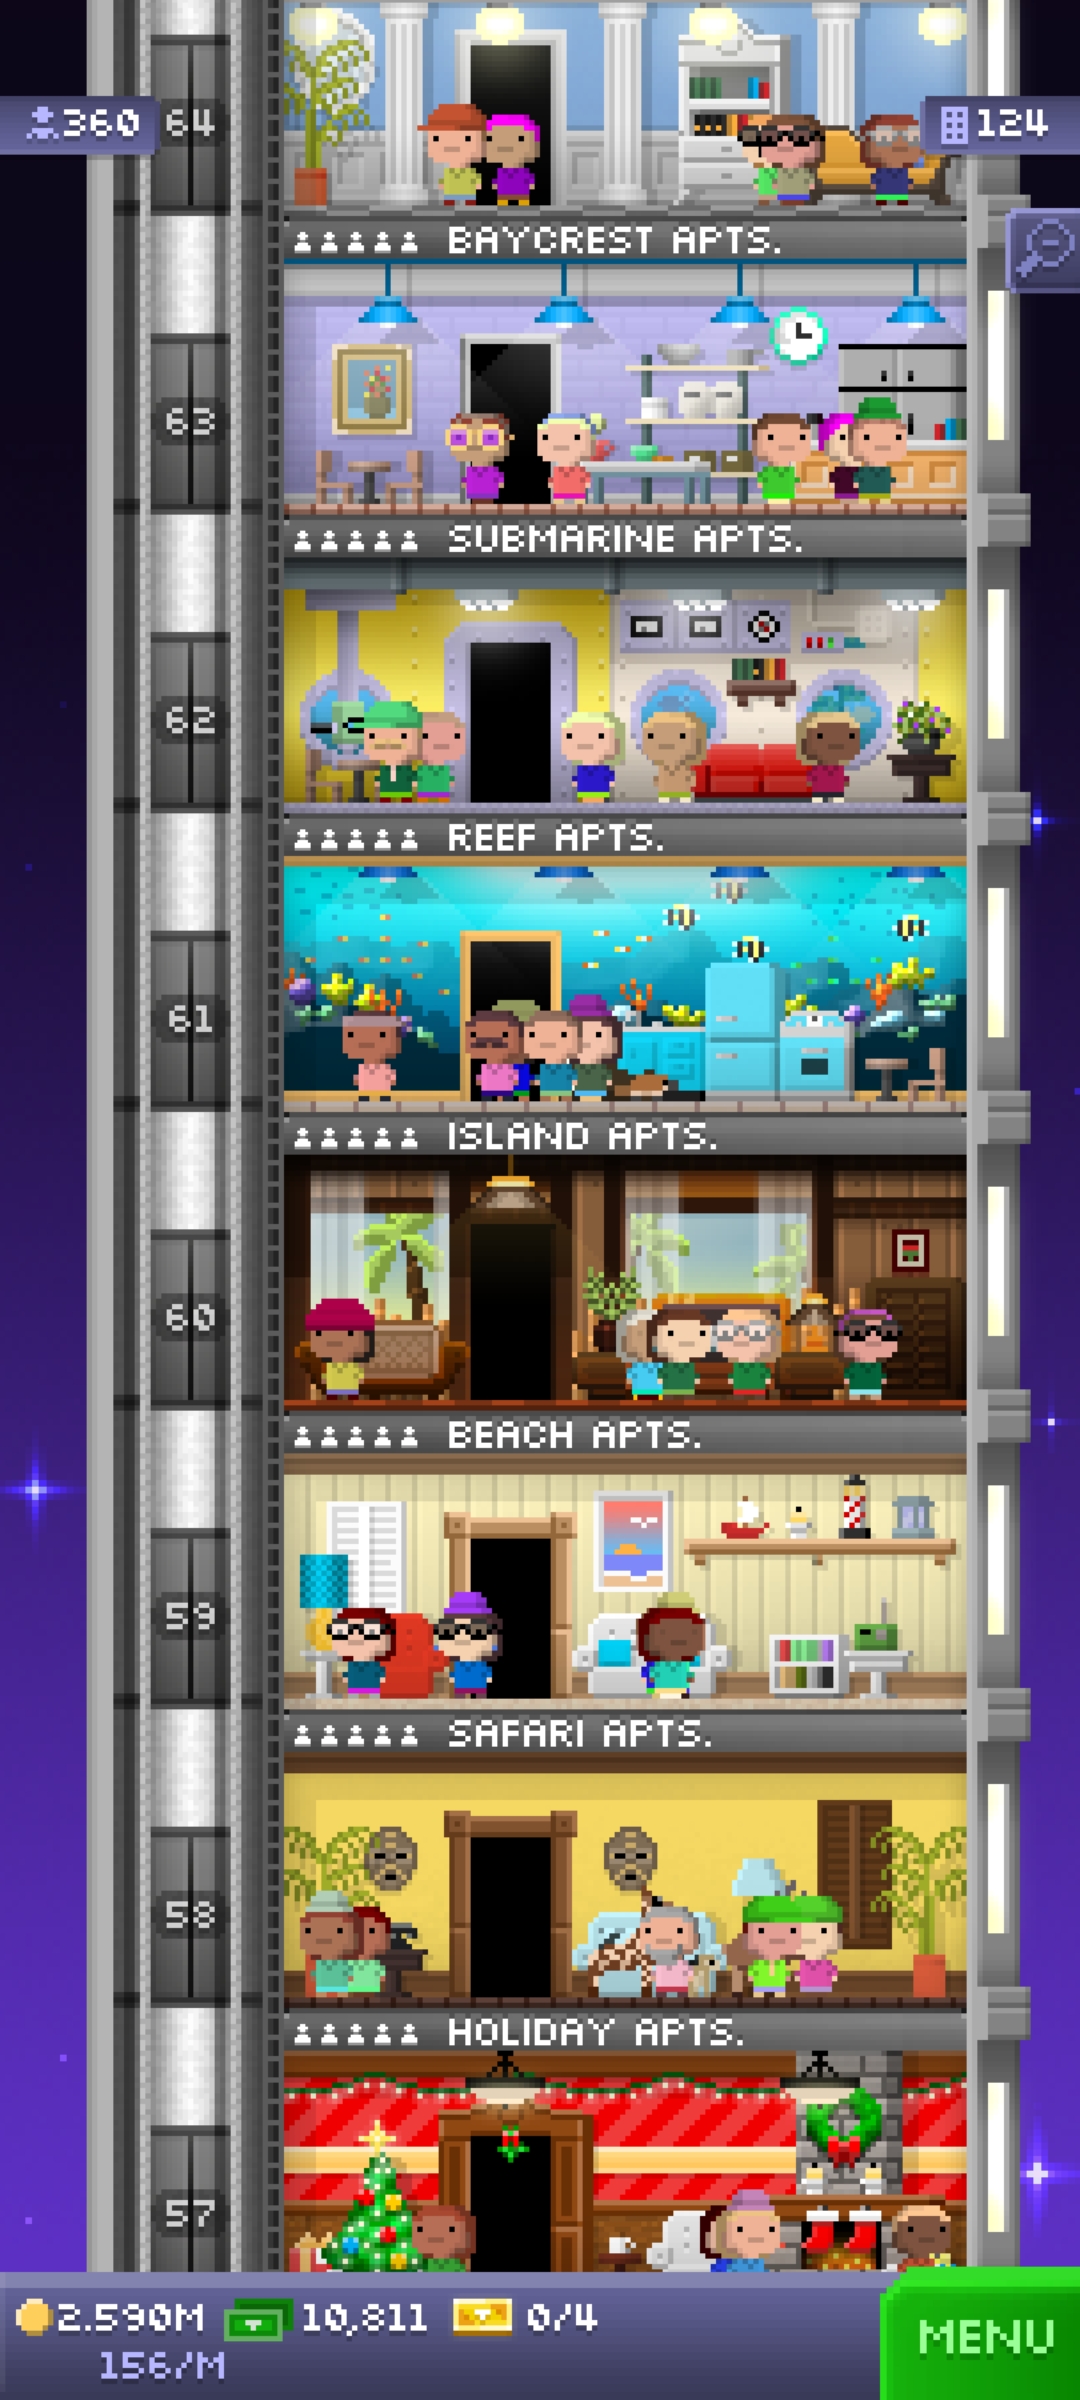 360
64
124
BAYCREST APTS.
63
SUBMARINE APTS.
62
REEF APTS.
61
ISLAND APTS.
60
BEACH APTS.
59
SAFARI APTS.
58
HOLIDAY APTS.
57
2.590M 10,811 0/4
156/M
MENU